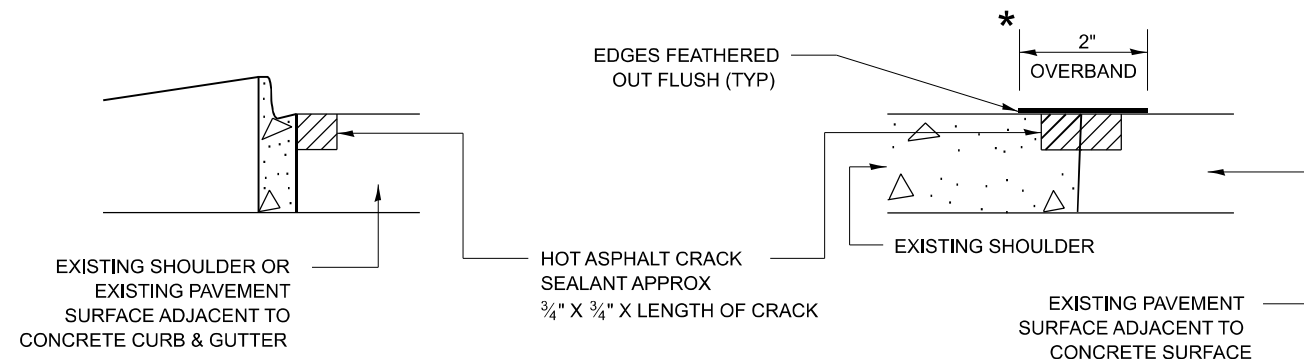 *
EDGES FEATHERED
OUT FLUSH (TYP)
2"
OVERBAND
EXISTING SHOULDER OR
EXISTING PAVEMENT
SURFACE ADJACENT TO
CONCRETE CURB & GUTTER
HOT ASPHALT CRACK
SEALANT APPROX
¾" X ¾" X LENGTH OF CRACK
EXISTING SHOULDER
EXISTING PAVEMENT
SURFACE ADJACENT TO
CONCRETE SURFACE